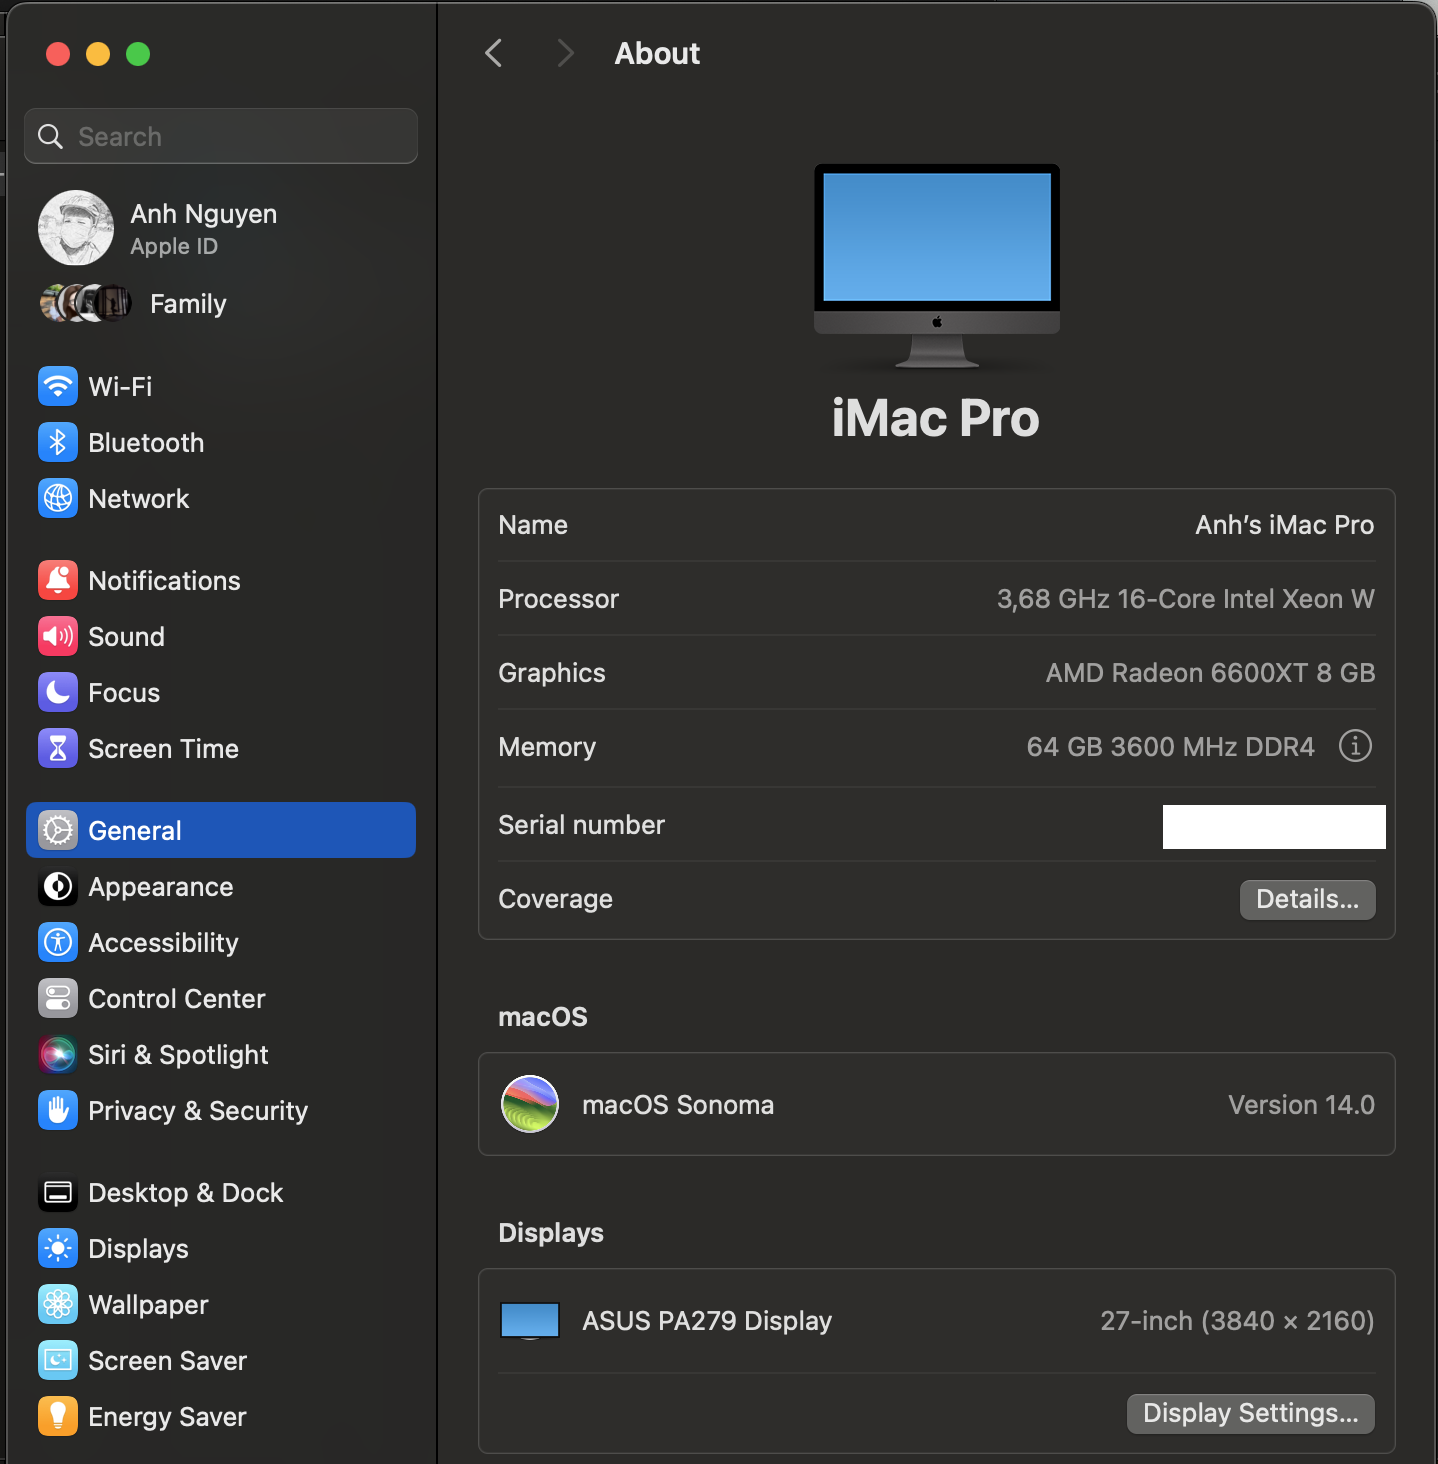 Search
Anh Nguyen
Apple ID
Family
Wi-Fi
Bluetooth
Network
Notifications
Sound
Focus
Screen Time
General
Appearance
Accessibility
Control Center
Siri & Spotlight
Privacy & Security
Desktop & Dock
Displays
Wallpaper
Screen Saver
Energy Saver
About
iMac Pro
Name Anh’s iMac Pro
Processor 3,68 GHz 16-Core Intel Xeon W
Graphics AMD Radeon 6600XT 8 GB
Memory 64 GB 3600 MHz DDR4
Serial number
Coverage Details...
macOS
macOS Sonoma Version 14.0
Displays
ASUS PA279 Display 27-inch (3840 × 2160)
Display Settings...